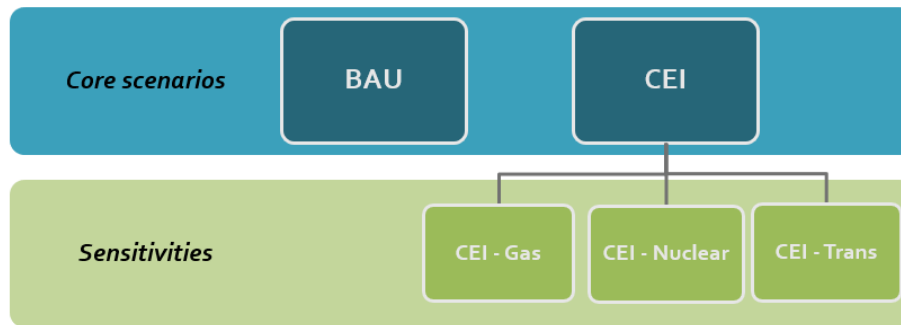 Core scenarios
BAU
CEI
Sensitivities
CEI - Gas
CEI - Nuclear
CEI - Trans